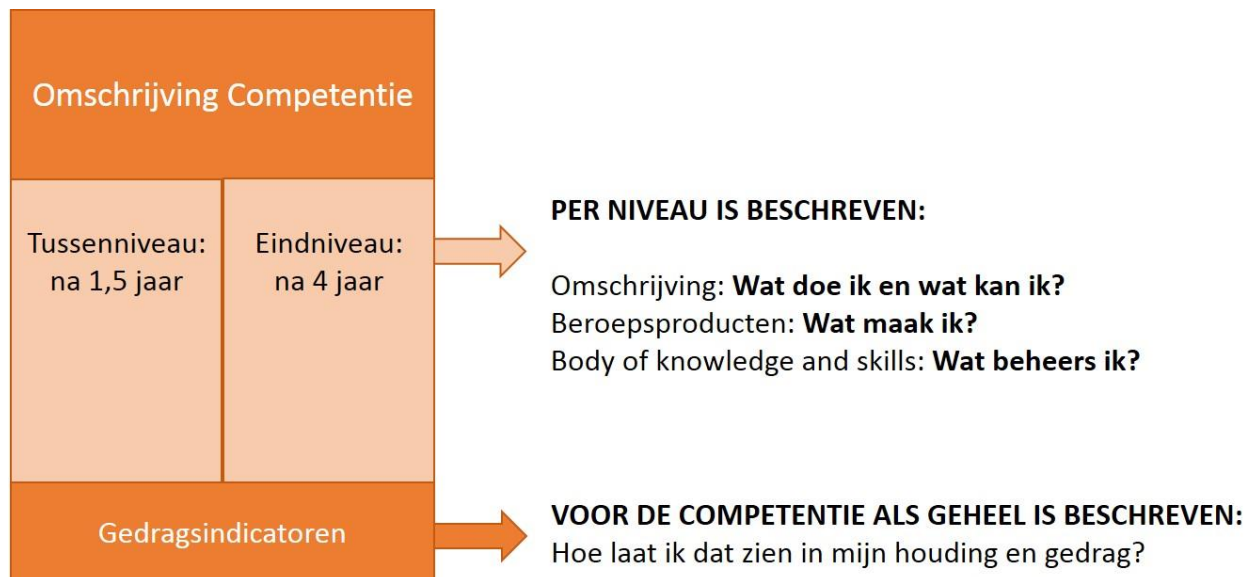 Omschrijving Competentie
Tussenniveau:
na 1,5 jaar
Eindniveau:
na 4 jaar
PER NIVEAU IS BESCHREVEN:
Omschrijving: Wat doe ik en wat kan ik?
Beroepsproducten: Wat maak ik?
Body of knowledge and skills: Wat beheers ik?
Gedragsindicatoren
VOOR DE COMPETENTIE ALS GEHEEL IS BESCHREVEN:
Hoe laat ik dat zien in mijn houding en gedrag?